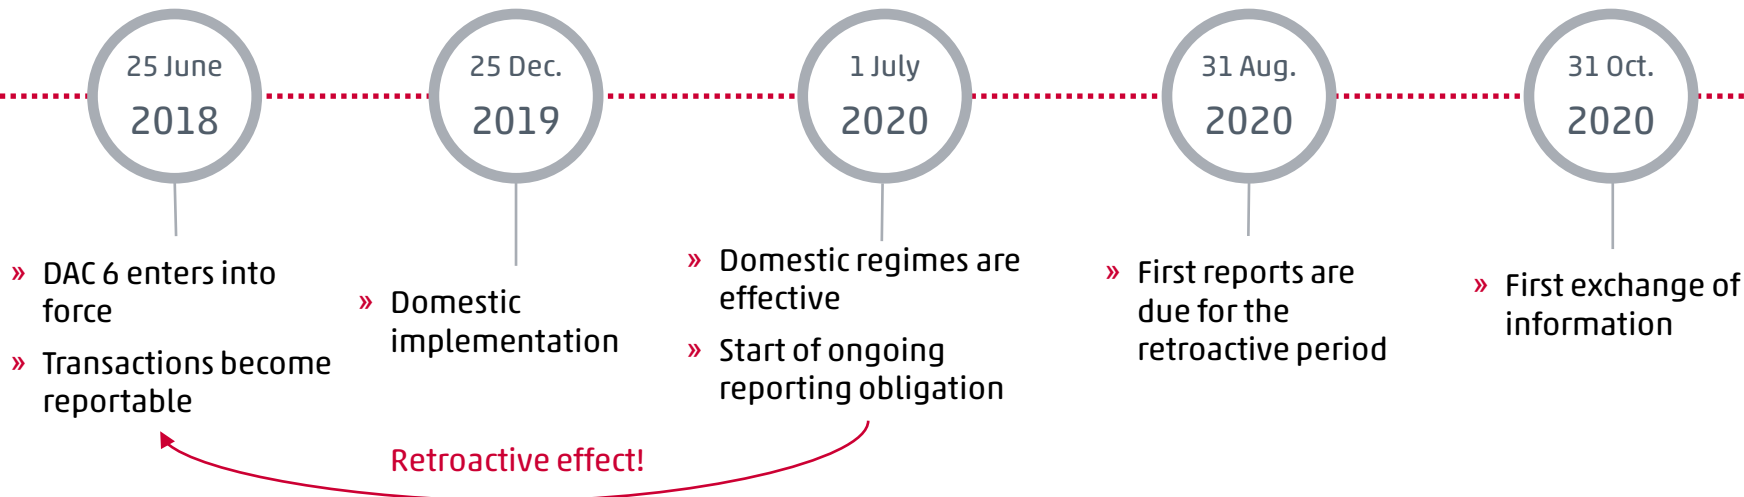 25 June
2018
25 Dec.
2019
1 July
2020
31 Aug.
2020
31 Oct.
2020
» DAC 6 enters into
force
» Transactions become
reportable
» Domestic
implementation
» Domestic regimes are
effective
» Start of ongoing
reporting obligation
» First reports are
due for the
retroactive period
» First exchange of
information
Retroactive effect!